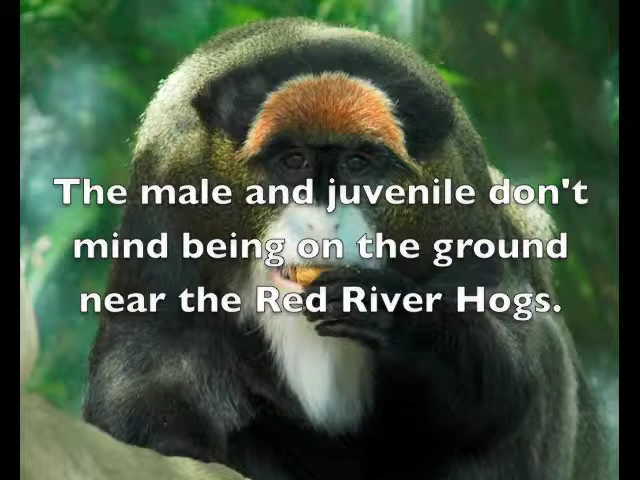 The male and juvenile don't
mind being on the ground
near the Red River Hogs.